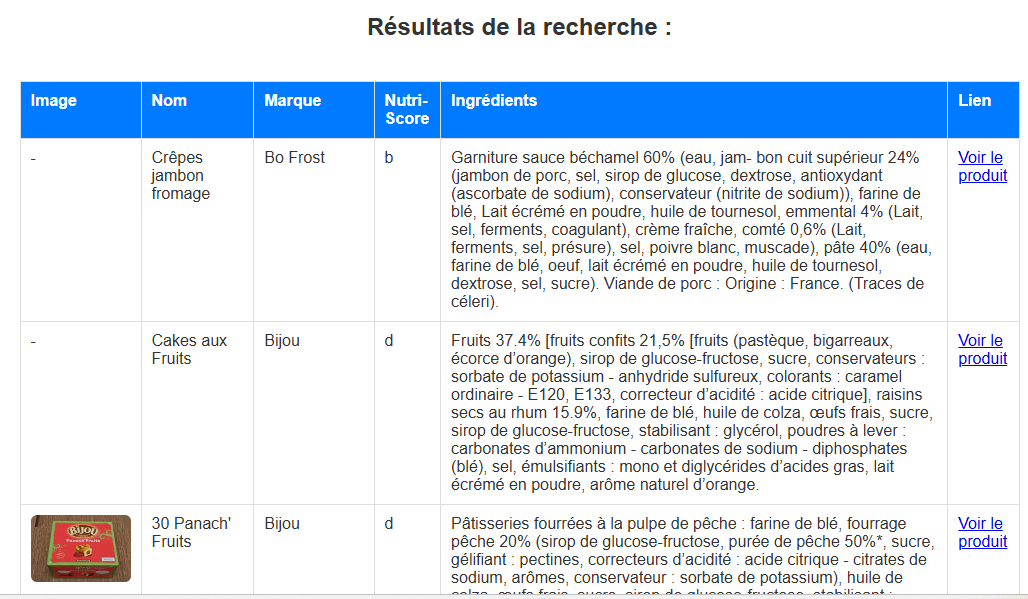 Résultats de la recherche :
Image Nom Marque Nutri-Score Ingrédients Lien
-
Crêpes
jambon
fromage
Bo Frost
b
Garniture sauce béchamel 60% (eau, jam- bon cuit supérieur 24%
(jambon de porc, sel, sirop de glucose, dextrose, antioxydant
(ascorbate de sodium), conservateur (nitrite de sodium)), farine de
blé, Lait écrémé en poudre, huile de tournesol, emmental 4% (Lait,
sel, ferments, coagulant), crème fraîche, comté 0,6% (Lait,
ferments, sel, présure), sel, poivre blanc, muscade), pâte 40% (eau,
farine de blé, oeuf, lait écrémé en poudre, huile de tournesol,
dextrose, sel, sucre). Viande de porc : Origine : France. (Traces de
céleri).
Voir le
produit
-
Cakes aux
Fruits
Bijou
d
Fruits 37.4% [fruits confits 21,5% [fruits (pastèque, bigarreaux,
écorce d’orange), sirop de glucose-fructose, sucre, conservateurs :
sorbate de potassium - anhydride sulfureux, colorants : caramel
ordinaire - E120, E133, correcteur d’acidité : acide citrique], raisins
secs au rhum 15.9%, farine de blé, huile de colza, œufs frais, sucre,
sirop de glucose-fructose, stabilisant : glycérol, poudres à lever :
carbonates d’ammonium - carbonates de sodium - diphosphates
(blé), sel, émulsifiants : mono et diglycérides d’acides gras, lait
écrémé en poudre, arôme naturel d’orange.
Voir le
produit
BIJOU
Panach' Fruits
30 Panach'
Fruits
Bijou
d
Pâtisseries fourrées à la pulpe de pêche : farine de blé, fourrage
pêche 20% (sirop de glucose-fructose, purée de pêche 50%*, sucre,
gélifiant : pectines, correcteurs d’acidité : acide citrique - citrates de
sodium, arômes, conservateur : sorbate de potassium), huile de
colza, œufs frais, sucre, sirop de glucose-fructose, stabilisant :
Voir le
produit